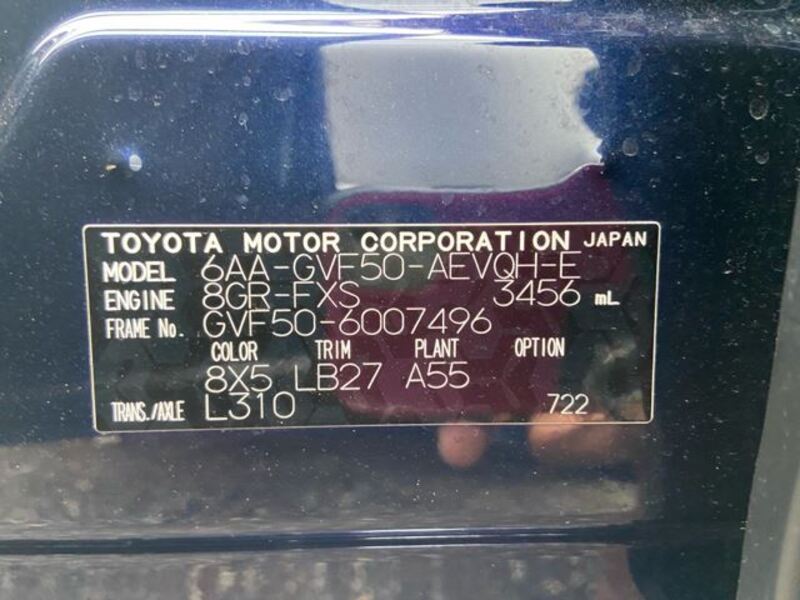 TOYOTA MOTOR CORPORATION JAPAN
MODEL 6AA-GVF50-AEVQH-E
ENGINE 8GR-FXS 3456 mL
FRAME No. GVF50-6007496
COLOR TRIM PLANT OPTION
8X5 LB27 A55
TRANS./AXLE L310 722